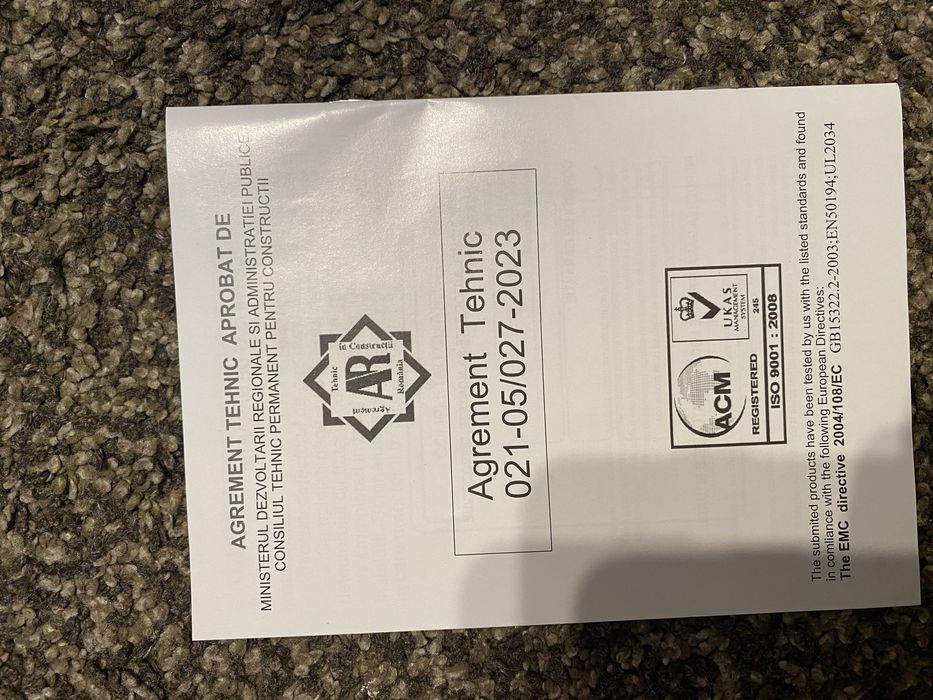 AGREMENT TEHNIC APROBAT DE
MINISTERUL DEZVOLTARII REGIONALE SI ADMINISTRATIEI PUBLICE
CONSILIUL TEHNIC PERMANENT PENTRU CONSTRUCTII
Tehnic
in Constructii
AR
Agrement
România
Agrement Tehnic
021-05/027-2023
ACM
REGISTERED
UKAS
MANAGEMENT
SYSTEM
245
ISO 9001 : 2008
The submited products have been tested by us with the listed standards and found
in comliance with the following European Directives:
The EMC directive 2004/108/EC GB15322.2-2003;EN50194;UL2034